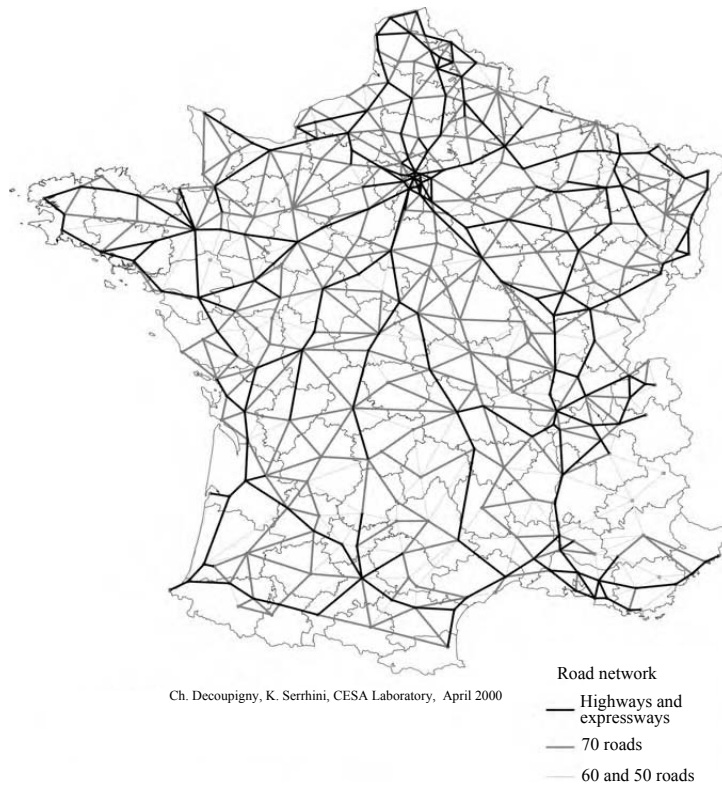 Ch. Decoupigny, K. Serrhini, CESA Laboratory, April 2000
Road network
Highways and
expressways
70 roads
60 and 50 roads